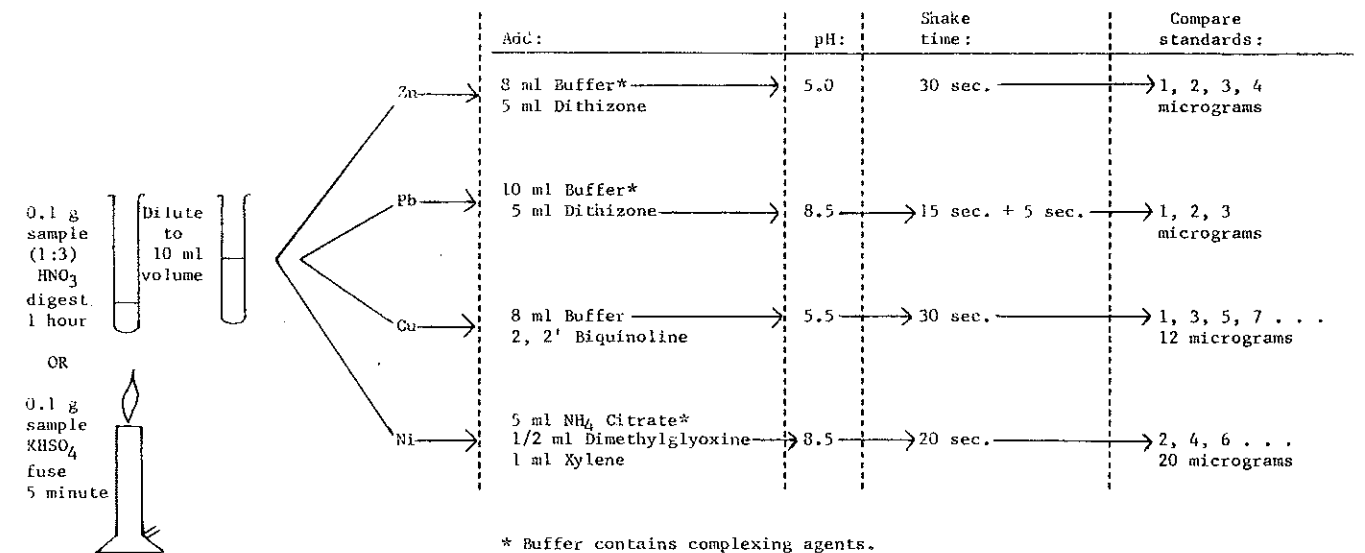 Shake
Compare
Add:
pH:
time:
standards:
Zn
8 ml Buffer*
5.0
30 sec.
1, 2, 3, 4
5 ml Dithizone
micrograms
Pb
10 ml Buffer*
5 ml Dithizone
8.5
15 sec. + 5 sec.
1, 2, 3
micrograms
0.1 g
sample
(1:3)
HNO3
digest.
1 hour
Dilute
to
10 ml
volume
Cu
8 ml Buffer
5.5
30 sec.
1, 3, 5, 7 . . .
2, 2' Biquinoline
12 micrograms
OR
0.1 g
sample
KHSO4
fuse
5 minute
Ni
5 ml NH4 Citrate*
1/2 ml Dimethylglyoxine
8.5
20 sec.
2, 4, 6 . . .
1 ml Xylene
20 micrograms
* Buffer contains complexing agents.